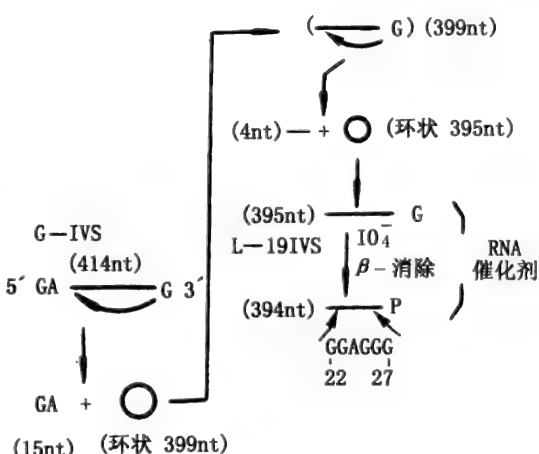 ( G) (399nt)
(4nt) — + (环状 395nt)
(395nt) G
L—19IVS
IO₄⁻
β-消除
RNA
催化剂
(394nt) P
GGAGGG
22 27
G—IVS
(414nt)
5´ GA G 3´
GA +
(15nt) (环状 399nt)